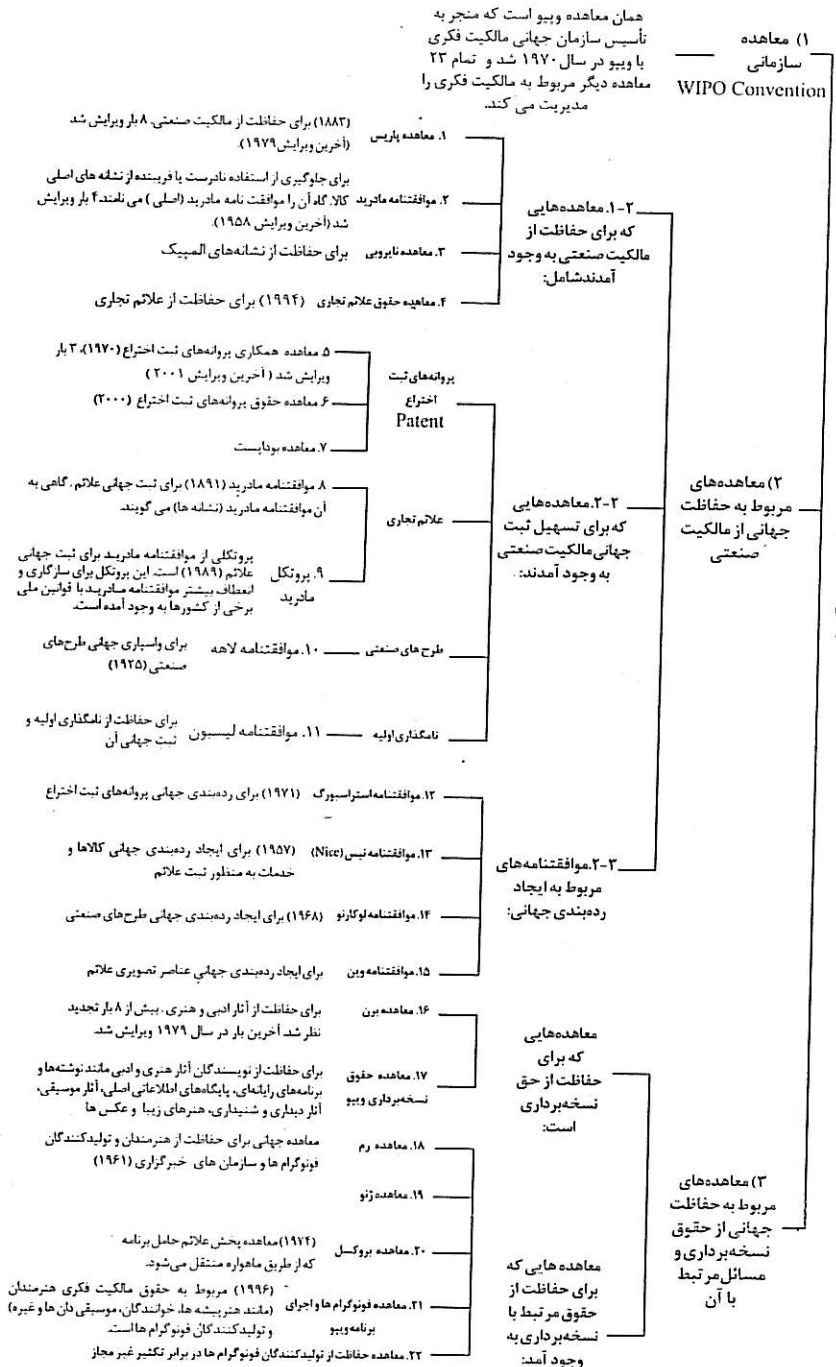 ۱) معاهده
سازمانی
WIPO Convention
همان معاهده ویپو است که منجر به
تأسیس سازمان جهانی مالکیت فکری
یا ویپو در سال ۱۹۷۰ شد و تمام ۲۳
معاهده دیگر مربوط به مالکیت فکری را
مدیریت می کند.
۲) معاهده‌های
مربوط به حفاظت
جهانی از مالکیت
صنعتی
۲-۱. معاهده‌هایی
که برای حفاظت از
مالکیت صنعتی به وجود
آمدند شامل:
۱. معاهده پاریس
(۱۸۸۳) برای حفاظت از مالکیت صنعتی. ۸ بار ویرایش شد
(آخرین ویرایش ۱۹۷۹).
۲. موافقتنامه مادرید
برای جلوگیری از استفاده نادرست یا فریبنده از نشانه های اصلی
کالا. گاه آن را موافقت نامه مادرید (اصلی) می نامند. ۴ بار ویرایش
شد (آخرین ویرایش ۱۹۵۸).
۳. معاهده نایروبی
برای حفاظت از نشانه‌های المپیک
۴. معاهده حقوق علائم تجاری
(۱۹۹۴) برای حفاظت از علائم تجاری
۲-۲. معاهده‌هایی
که برای تسهیل ثبت
جهانی مالکیت صنعتی
به وجود آمدند:
پروانه‌های ثبت
اختراع
Patent
۵. معاهده همکاری پروانه‌های ثبت اختراع (۱۹۷۰)، ۳ بار
ویرایش شد (آخرین ویرایش ۲۰۰۱)
۶. معاهده حقوق پروانه‌های ثبت اختراع (۲۰۰۰)
۷. معاهده بوداپست
علائم تجاری
۸. موافقتنامه مادرید (۱۸۹۱) برای ثبت جهانی علائم. گاهی به
آن موافقتنامه مادرید (نشانه ها) می گویند.
۹. پروتکل
مادرید
پروتکلی از موافقتنامه مادرید برای ثبت جهانی
علائم (۱۹۸۹) است. این پروتکل برای سازگاری و
انعطاف بیشتر موافقتنامه مادرید با قوانین ملی
برخی از کشورها به وجود آمده است.
طرح های صنعتی
۱۰. موافقتنامه لاهه
برای واسپاری جهانی طرح‌های
صنعتی (۱۹۲۵)
نامگذاری اولیه
۱۱. موافقتنامه لیسبون
برای حفاظت از نامگذاری اولیه و
ثبت جهانی آن
۲-۳. موافقتنامه‌های
مربوط به ایجاد
رده‌بندی جهانی:
۱۲. موافقتنامه استراسبورگ
(۱۹۷۱) برای رده‌بندی جهانی پروانه‌های ثبت اختراع
۱۳. موافقتنامه نیس (Nice)
(۱۹۵۷) برای ایجاد رده‌بندی جهانی کالاها و
خدمات به منظور ثبت علائم
۱۴. موافقتنامه لوکارنو
(۱۹۶۸) برای ایجاد رده‌بندی جهانی طرح‌های صنعتی
۱۵. موافقتنامه وین
برای ایجاد رده‌بندی جهانی عناصر تصویری علائم
۳) معاهده‌های
مربوط به حفاظت
جهانی از حقوق
نسخه‌برداری و
مسائل مرتبط
با آن
معاهده‌هایی
که برای
حفاظت از حق
نسخه‌برداری
است:
۱۶. معاهده برن
برای حفاظت از آثار ادبی و هنری. بیش از ۸ بار تجدید
نظر شد. آخرین بار در سال ۱۹۷۹ ویرایش شد.
۱۷. معاهده حقوق
نسخه‌برداری ویپو
برای حفاظت از نویسندگان آثار هنری و ادبی مانند نوشته‌ها و
برنامه‌های رایانه‌ای، پایگاه‌های اطلاعاتی اصلی، آثار موسیقی،
آثار دیداری و شنیداری، هنرهای زیبا و عکس ها
معاهده هایی که
برای حفاظت از
حقوق مرتبط با
نسخه‌برداری به
وجود آمد:
۱۸. معاهده رم
معاهده جهانی برای حفاظت از هنرمندان و تولیدکنندگان
فونوگرام ها و سازمان های خبرگزاری (۱۹۶۱)
۱۹. معاهده ژنو
۲۰. معاهده بروکسل
(۱۹۷۴) معاهده پخش علائم حامل برنامه
که از طریق ماهواره منتقل می‌شود.
۲۱. معاهده فونوگرام ها و اجرای
برنامه ویپو
(۱۹۹۶) مربوط به حقوق مالکیت فکری هنرمندان
(مانند هنرپیشه ها، خوانندگان، موسیقی دان ها و غیره)
و تولیدکنندگان فونوگرام ها است.
۲۲. معاهده حفاظت از تولیدکنندگان فونوگرام ها در برابر تکثیر غیر مجاز